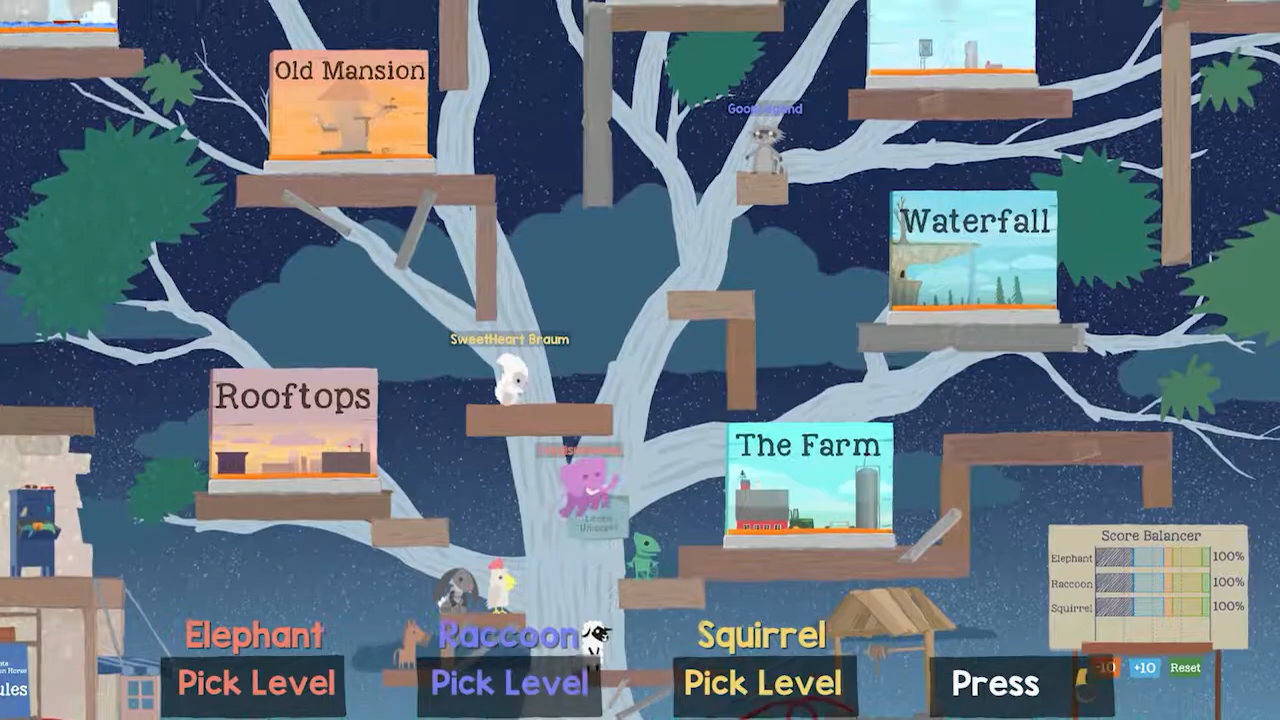 Old Mansion
SweetHeart Braum
Waterfall
Rooftops
The Farm
Score Balancer
Elephant 100%
Raccoon 100%
Squirrel 100%
-10 +10 Reset
Elephant
Pick Level
Raccoon
Pick Level
Squirrel
Pick Level
Press